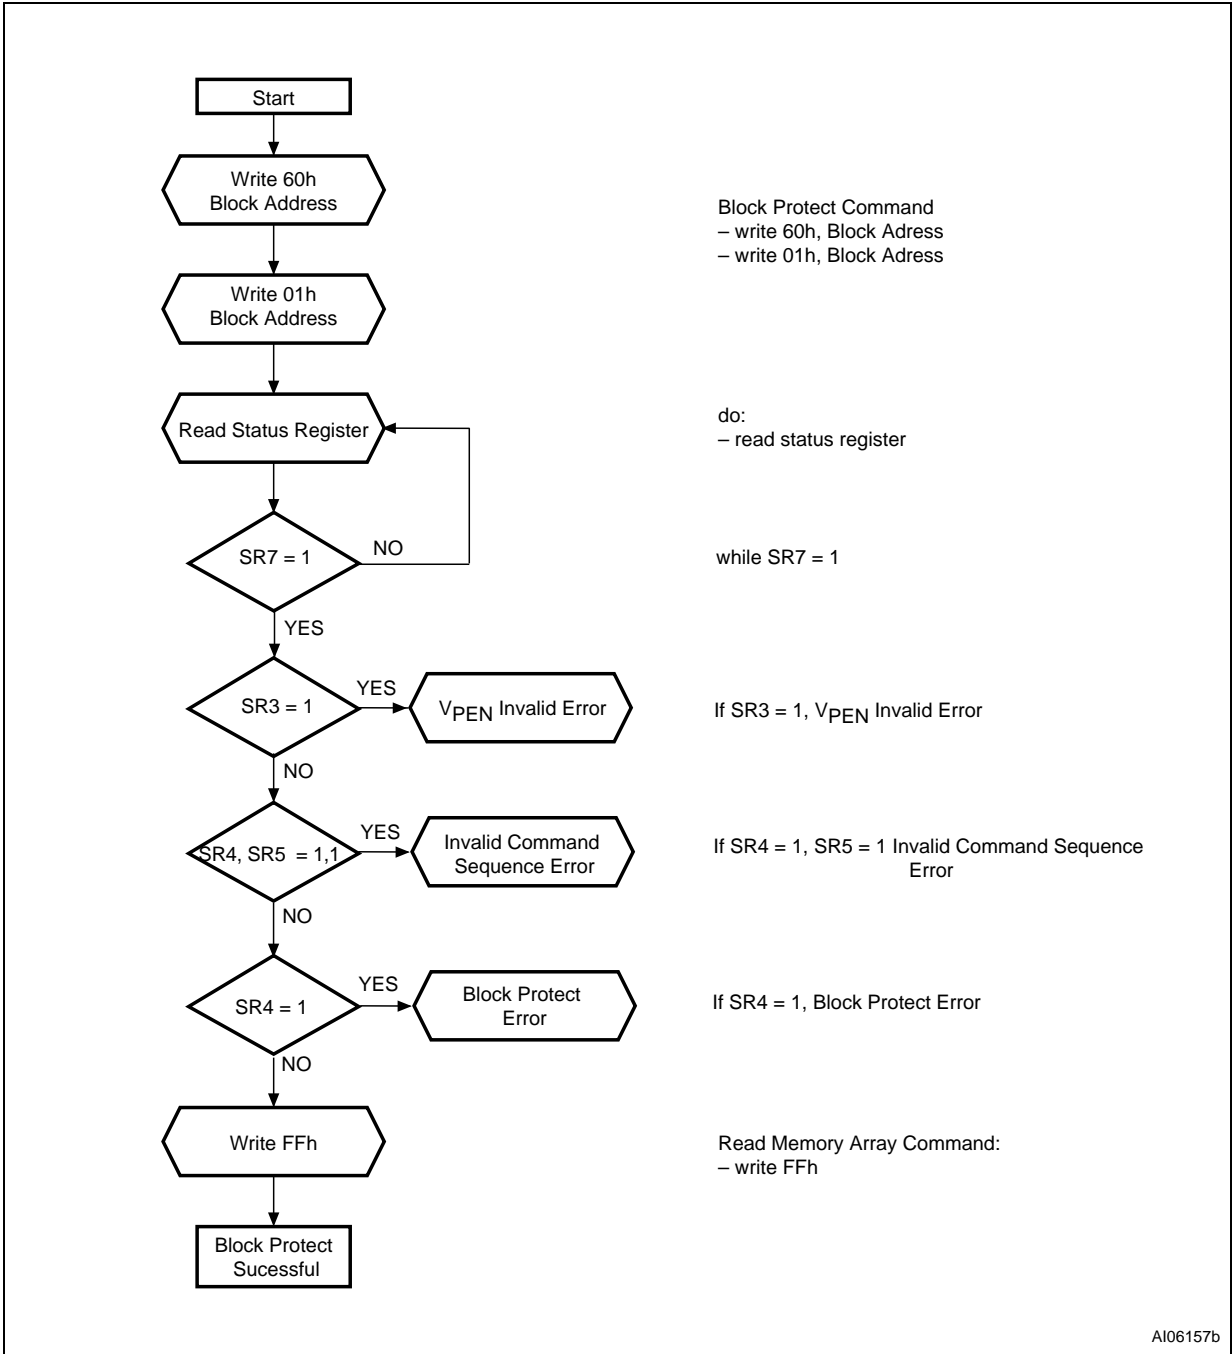 Start
Write 60h
Block Address
Block Protect Command
– write 60h, Block Adress
– write 01h, Block Adress
Write 01h
Block Address
Read Status Register
do:
– read status register
SR7 = 1
NO
while SR7 = 1
YES
SR3 = 1
YES
VPEN Invalid Error
If SR3 = 1, VPEN Invalid Error
NO
SR4, SR5 = 1,1
YES
Invalid Command
Sequence Error
If SR4 = 1, SR5 = 1 Invalid Command Sequence
Error
NO
SR4 = 1
YES
Block Protect
Error
If SR4 = 1, Block Protect Error
NO
Write FFh
Read Memory Array Command:
– write FFh
Block Protect
Sucessful
AI06157b